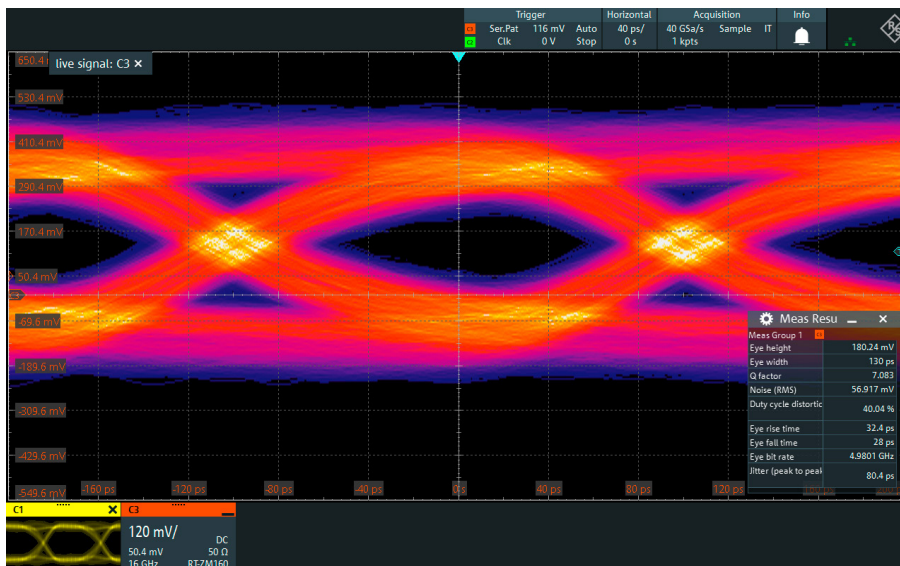 Trigger Horizontal Acquisition Info
C3 Ser.Pat 116 mV Auto 40 ps/ 40 GSa/s Sample IT
C2 Clk 0 V Stop 0 s 1 kpts
R S
650.4
live signal: C3 ×
530.4 mV
410.4 mV
290.4 mV
170.4 mV
50.4 mV
C3
-69.6 mV
-189.6 mV
-309.6 mV
-429.6 mV
-549.6 mV
-160 ps -120 ps -80 ps -40 ps 0 s 40 ps 80 ps 120 ps
Meas Resu
Meas Group 1
Eye height 180.24 mV
Eye width 130 ps
Q factor 7.083
Noise (RMS) 56.917 mV
Duty cycle distortic 40.04 %
Eye rise time 32.4 ps
Eye fall time 28 ps
Eye bit rate 4.9801 GHz
Jitter (peak to peak 80.4 ps
C1
C3
120 mV/ DC
50.4 mV 50 Ω
16 GHz RT-ZM160